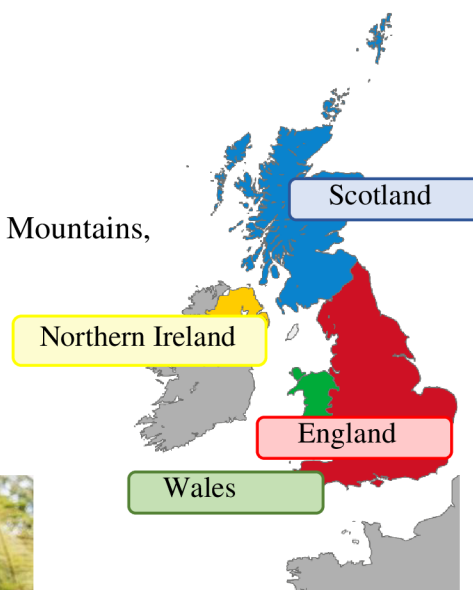 Scotland
Mountains,
Northern Ireland
England
Wales